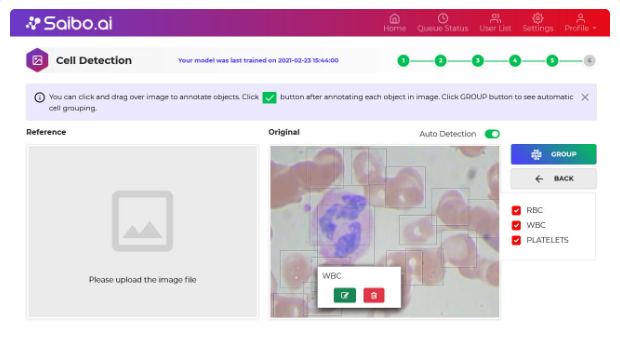 Saibo.ai
Home Queue Status User List Settings Profile
Cell Detection
Your model was last trained on 2021-02-23 15:44:00
1 2 3 4 5 6
You can click and drag over image to annotate objects. Click button after annotating each object in image. Click GROUP button to see automatic
cell grouping.
Reference
Original
Auto Detection
GROUP
BACK
RBC
WBC
PLATELETS
Please upload the image file
WBC